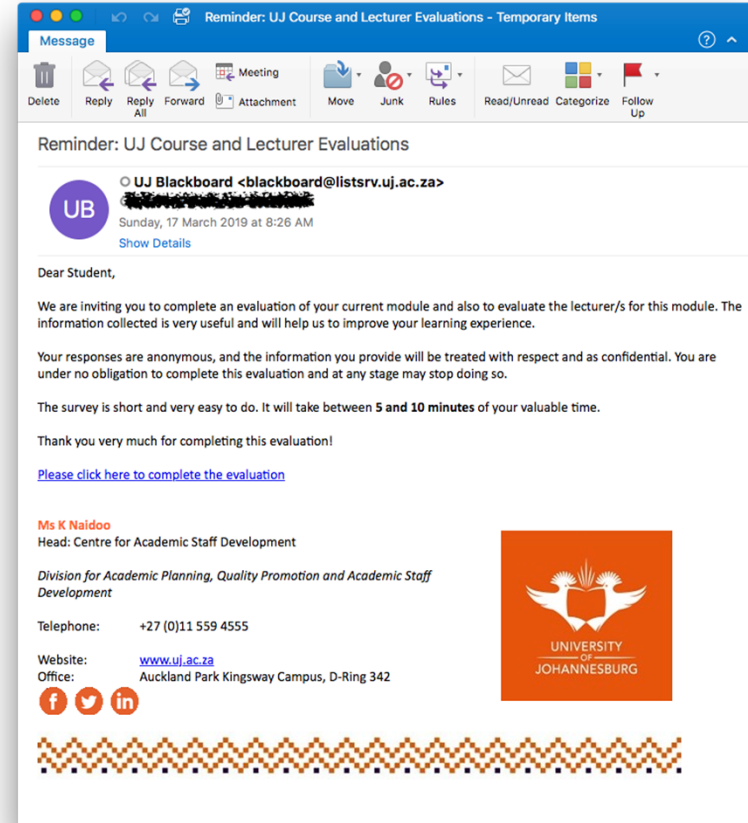 Reminder: UJ Course and Lecturer Evaluations - Temporary Items
Message
?
Delete
Reply
Reply All
Forward
Meeting
Attachment
Move
Junk
Rules
Read/Unread
Categorize
Follow Up
Reminder: UJ Course and Lecturer Evaluations
UB
UJ Blackboard <blackboard@listsrv.uj.ac.za>
Sunday, 17 March 2019 at 8:26 AM
Show Details
Dear Student,
We are inviting you to complete an evaluation of your current module and also to evaluate the lecturer/s for this module. The
information collected is very useful and will help us to improve your learning experience.
Your responses are anonymous, and the information you provide will be treated with respect and as confidential. You are
under no obligation to complete this evaluation and at any stage may stop doing so.
The survey is short and very easy to do. It will take between 5 and 10 minutes of your valuable time.
Thank you very much for completing this evaluation!
Please click here to complete the evaluation
Ms K Naidoo
Head: Centre for Academic Staff Development
Division for Academic Planning, Quality Promotion and Academic Staff
Development
Telephone: +27 (0)11 559 4555
Website: www.uj.ac.za
Office: Auckland Park Kingsway Campus, D-Ring 342
f
in
UNIVERSITY
OF
JOHANNESBURG